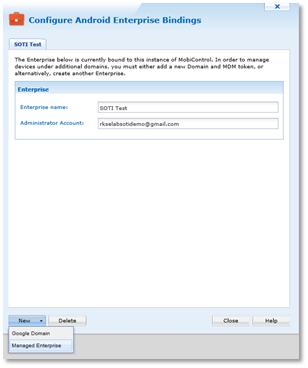 Configure Android Enterprise Bindings
SOTI Test
The Enterprise below is currently bound to this instance of MobiControl. In order to manage
devices under additional domains, you must either add a new Domain and MDM token, or
alternatively, create another Enterprise.
Enterprise
Enterprise name: SOTI Test
Administrator Account: rkselabsotidemo@gmail.com
New Delete Close Help
Google Domain
Managed Enterprise